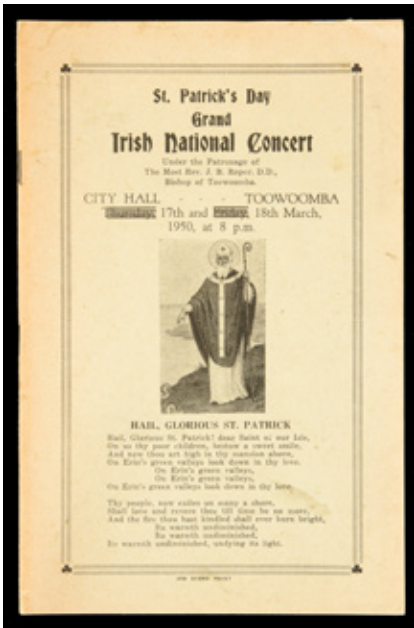 St. Patrick's Day
Grand
Irish National Concert
Under the Patronage of
The Most Rev. J. B. Roper, D.D.,
Bishop of Toowoomba.
CITY HALL - - - TOOWOOMBA
Thursday, 17th and Friday, 18th March,
1950, at 8 p.m.
HAIL, GLORIOUS ST. PATRICK
Hail, Glorious St. Patrick! dear Saint of our Isle,
On us thy poor children, bestow a sweet smile,
And now thou art high in thy mansion above,
On Erin's green valleys look down in thy love.
On Erin's green valleys,
On Erin's green valleys,
On Erin's green valleys look down in thy love.
Thy people, now exiles on many a shore,
Shall love and revere thee till time be no more,
And the fire thou hast kindled shall ever burn bright,
Its warmth undiminished,
Its warmth undiminished,
Its warmth undiminished, undying its light.